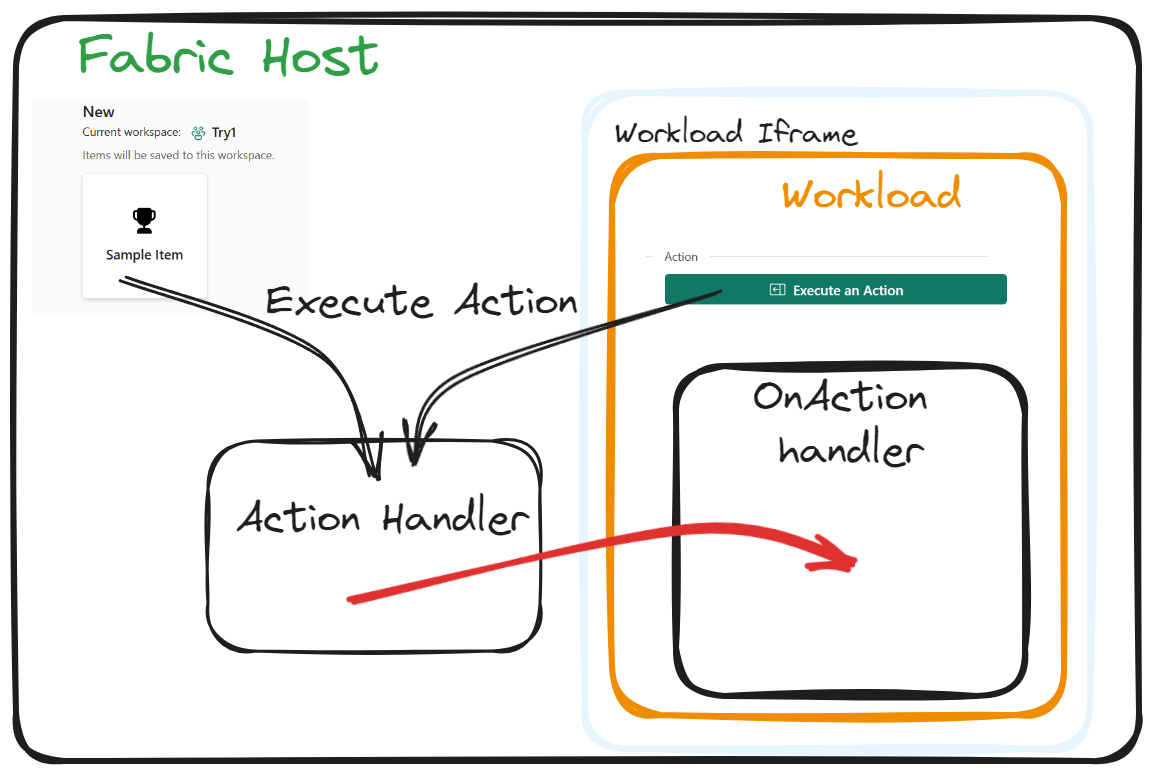 Fabric Host
New
Current workspace: Try1
Items will be saved to this workspace.
Sample Item
Execute Action
Action Handler
Workload Iframe
Workload
Action
Execute an Action
OnAction
handler